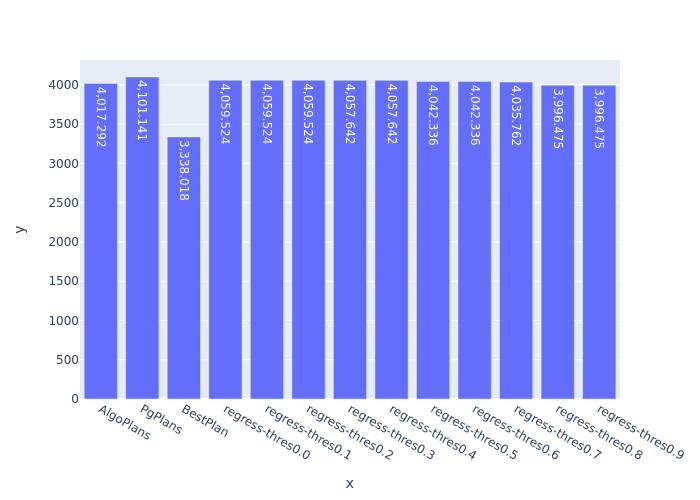 4000
3500
3000
2500
2000
1500
1000
500
0
y
4,017.292
4,101.141
3,338.018
4,059.524
4,059.524
4,059.524
4,057.642
4,057.642
4,042.336
4,042.336
4,035.762
3,996.475
3,996.475
AlgoPlans
PgPlans
BestPlan
regress-thres0.0
regress-thres0.1
regress-thres0.2
regress-thres0.3
regress-thres0.4
regress-thres0.5
regress-thres0.6
regress-thres0.7
regress-thres0.8
regress-thres0.9
x